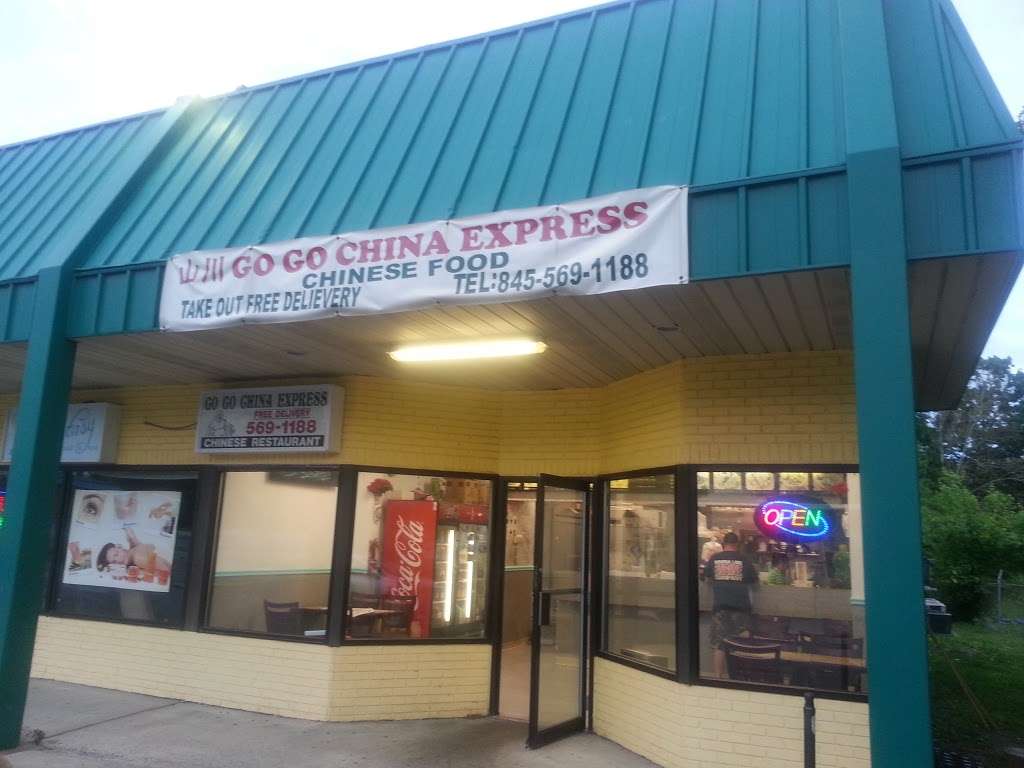 山川 GO GO CHINA EXPRESS
CHINESE FOOD
TAKE OUT FREE DELIEVERY
TEL:845-569-1188
GO GO CHINA EXPRESS
FREE DELIVERY
569-1188
CHINESE RESTAURANT
Coca-Cola
OPEN